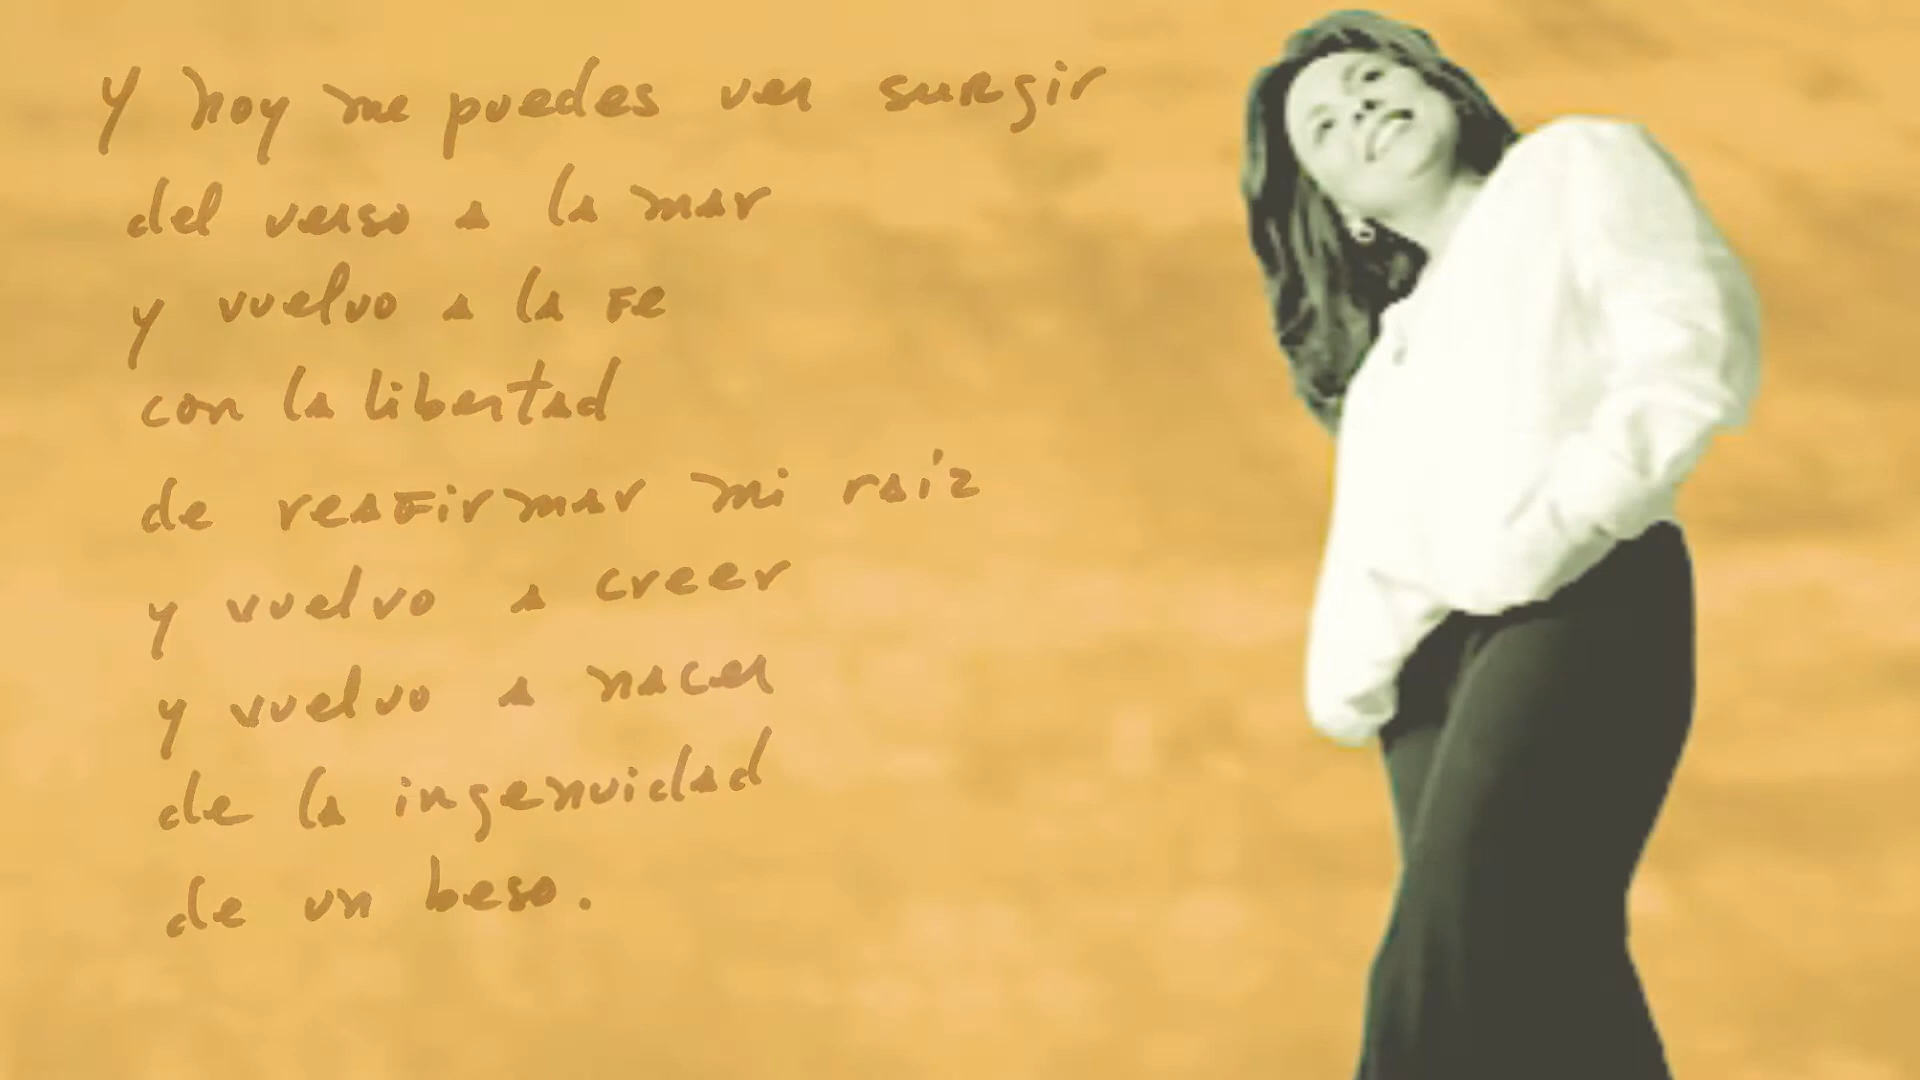 y hoy me puedes ver surgir
del verso a la mar
y vuelvo a la fe
con la libertad
de reafirmar mi raíz
y vuelvo a creer
y vuelvo a nacer
de la ingenuidad
de un beso.